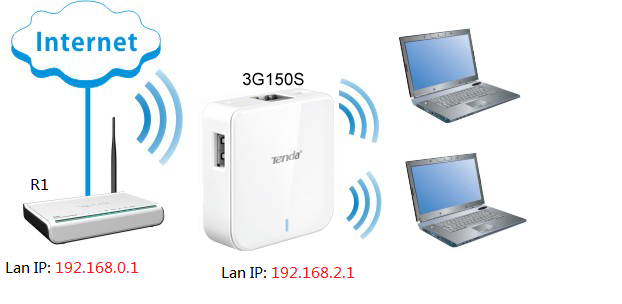 Internet
3G150S
Tenda
R1
Lan IP: 192.168.0.1
Lan IP: 192.168.2.1